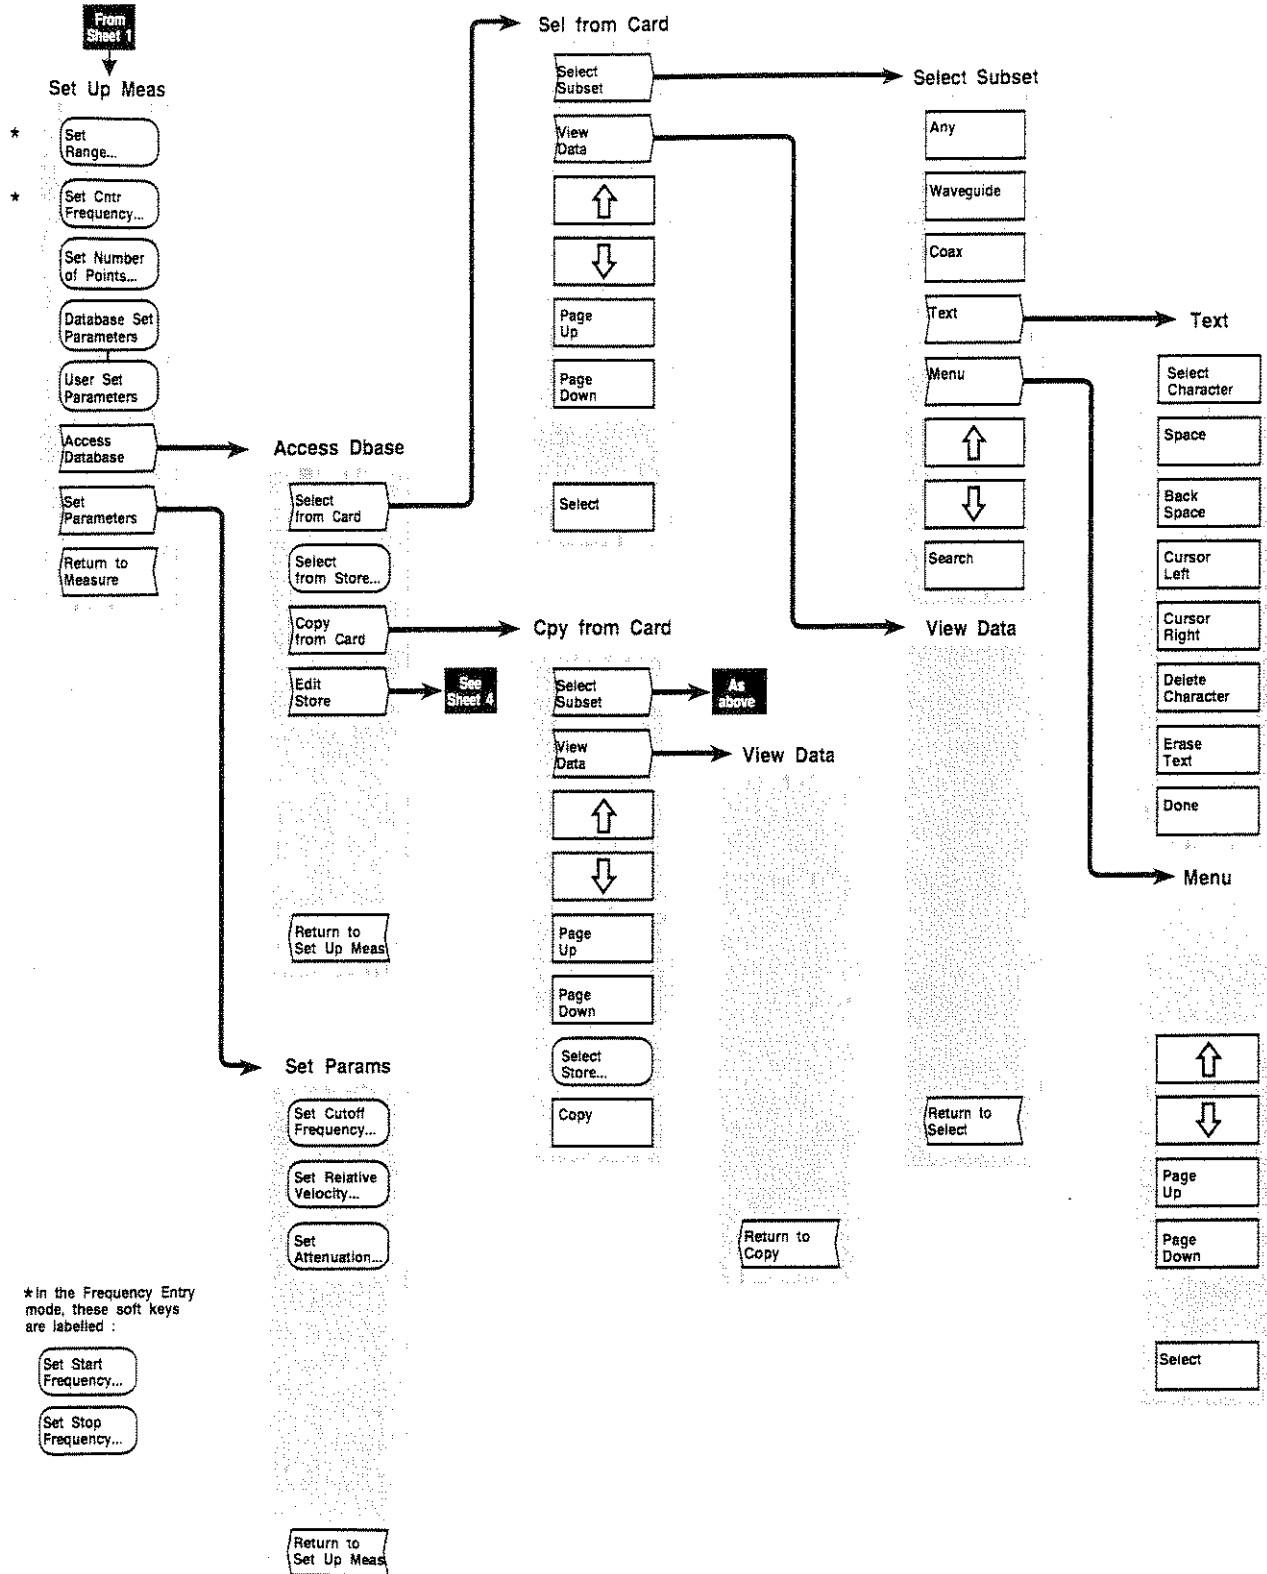 From
Sheet 1
Set Up Meas
*
Set
Range...
*
Set Cntr
Frequency...
Set Number
of Points...
Database Set
Parameters
User Set
Parameters
Access
Database
Set
Parameters
Return to
Measure
Access Dbase
Select
from Card
Select
from Store...
Copy
from Card
Edit
Store
See
Sheet 4
Return to
Set Up Meas
Set Params
Set Cutoff
Frequency...
Set Relative
Velocity...
Set
Attenuation...
Return to
Set Up Meas
Sel from Card
Select
Subset
View
Data
Page
Up
Page
Down
Select
Cpy from Card
Select
Subset
As
above
View
Data
Page
Up
Page
Down
Select
Store...
Copy
View Data
Return to
Copy
Select Subset
Any
Waveguide
Coax
Text
Menu
Search
View Data
Return to
Select
Text
Select
Character
Space
Back
Space
Cursor
Left
Cursor
Right
Delete
Character
Erase
Text
Done
Menu
Page
Up
Page
Down
Select
* In the Frequency Entry
mode, these soft keys
are labelled :
Set Start
Frequency...
Set Stop
Frequency...